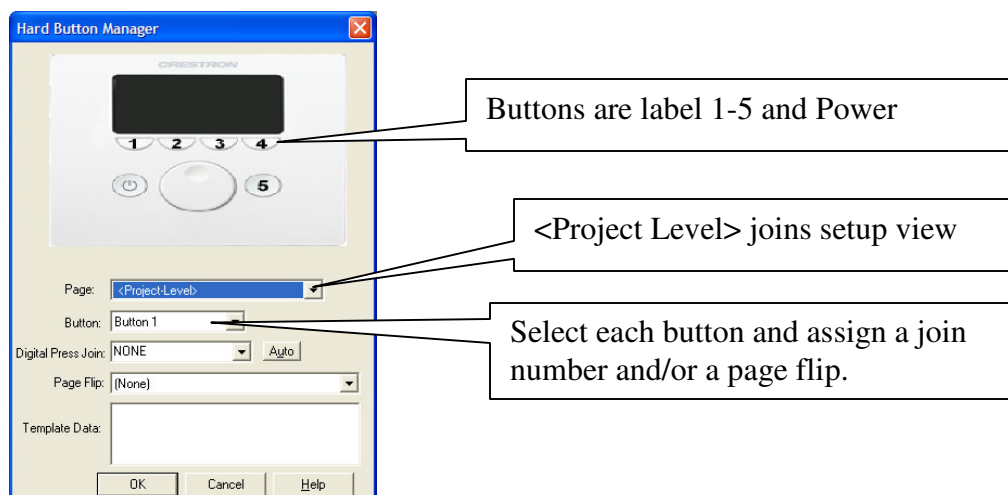 Hard Button Manager
CRESTRON
1 2 3 4
5
Buttons are label 1-5 and Power
<Project Level> joins setup view
Select each button and assign a join
number and/or a page flip.
Page: <Project-Level>
Button: Button 1
Digital Press Join: NONE Auto
Page Flip: (None)
Template Data:
OK Cancel Help